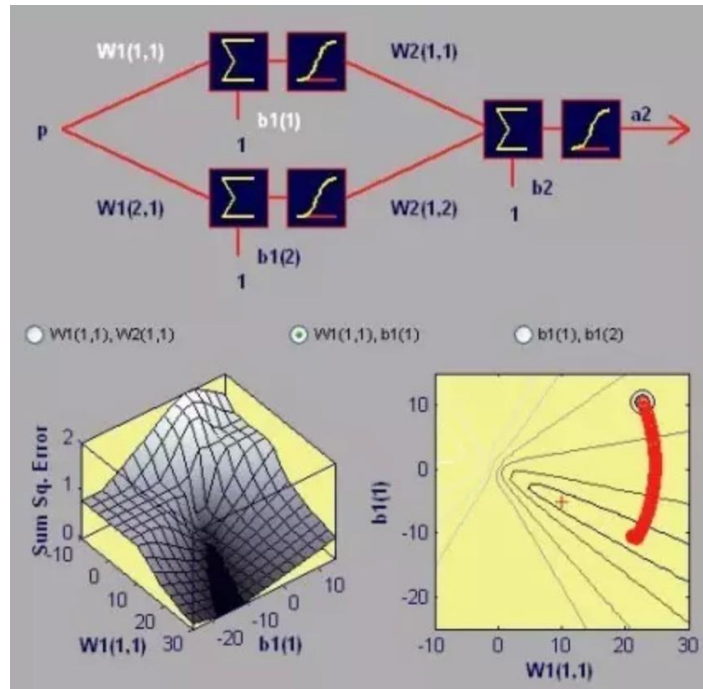 W1(1,1)
W2(1,1)
b1(1)
1
a2
p
b2
1
W1(2,1)
W2(1,2)
b1(2)
1
W1(1,1), W2(1,1)
W1(1,1), b1(1)
b1(1), b1(2)
Sum Sq. Error
2
1
0
-10
0
10
20
30
W1(1,1)
-20
-10
0
10
b1(1)
b1(1)
10
0
-10
-20
-10
0
10
20
30
W1(1,1)